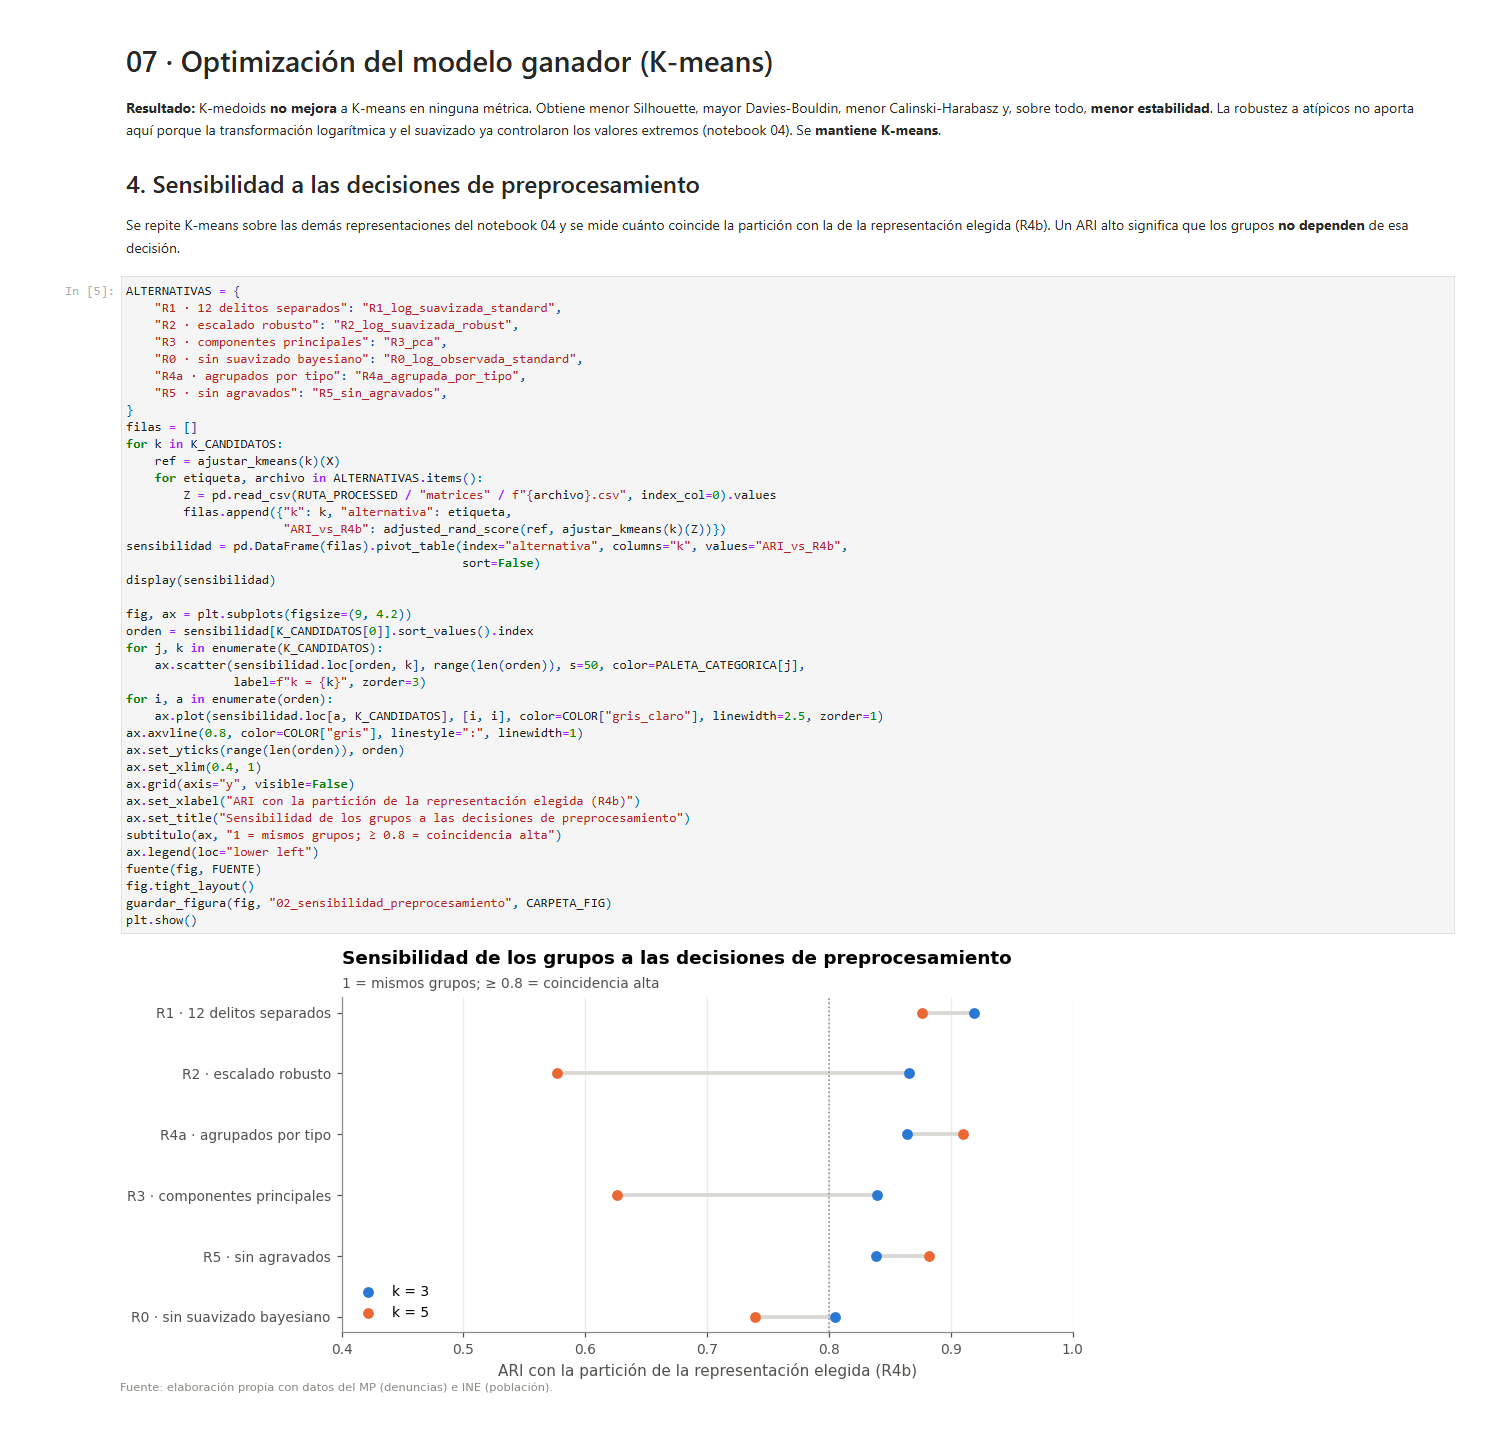 07 · Optimización del modelo ganador (K-means)
Resultado: K-medoids no mejora a K-means en ninguna métrica. Obtiene menor Silhouette, mayor Davies-Bouldin, menor Calinski-Harabasz y, sobre todo, menor estabilidad. La robustez a atípicos no aporta
aquí porque la transformación logarítmica y el suavizado ya controlaron los valores extremos (notebook 04). Se mantiene K-means.
4. Sensibilidad a las decisiones de preprocesamiento
Se repite K-means sobre las demás representaciones del notebook 04 y se mide cuánto coincide la partición con la de la representación elegida (R4b). Un ARI alto significa que los grupos no dependen de esa
decisión.
In [5]:
ALTERNATIVAS = {
    "R1 · 12 delitos separados": "R1_log_suavizada_standard",
    "R2 · escalado robusto": "R2_log_suavizada_robust",
    "R3 · componentes principales": "R3_pca",
    "R0 · sin suavizado bayesiano": "R0_log_observada_standard",
    "R4a · agrupados por tipo": "R4a_agrupada_por_tipo",
    "R5 · sin agravados": "R5_sin_agravados",
}
filas = []
for k in K_CANDIDATOS:
    ref = ajustar_kmeans(k)(X)
    for etiqueta, archivo in ALTERNATIVAS.items():
        Z = pd.read_csv(RUTA_PROCESSED / "matrices" / f"{archivo}.csv", index_col=0).values
        filas.append({"k": k, "alternativa": etiqueta,
                      "ARI_vs_R4b": adjusted_rand_score(ref, ajustar_kmeans(k)(Z))})
sensibilidad = pd.DataFrame(filas).pivot_table(index="alternativa", columns="k", values="ARI_vs_R4b",
                                               sort=False)
display(sensibilidad)
fig, ax = plt.subplots(figsize=(9, 4.2))
orden = sensibilidad[K_CANDIDATOS[0]].sort_values().index
for j, k in enumerate(K_CANDIDATOS):
    ax.scatter(sensibilidad.loc[orden, k], range(len(orden)), s=50, color=PALETA_CATEGORICA[j],
               label=f"k = {k}", zorder=3)
for i, a in enumerate(orden):
    ax.plot(sensibilidad.loc[a, K_CANDIDATOS], [i, i], color=COLOR["gris_claro"], linewidth=2.5, zorder=1)
ax.axvline(0.8, color=COLOR["gris"], linestyle=":", linewidth=1)
ax.set_yticks(range(len(orden)), orden)
ax.set_xlim(0.4, 1)
ax.grid(axis="y", visible=False)
ax.set_xlabel("ARI con la partición de la representación elegida (R4b)")
ax.set_title("Sensibilidad de los grupos a las decisiones de preprocesamiento")
subtitulo(ax, "1 = mismos grupos; ≥ 0.8 = coincidencia alta")
ax.legend(loc="lower left")
fuente(fig, FUENTE)
fig.tight_layout()
guardar_figura(fig, "02_sensibilidad_preprocesamiento", CARPETA_FIG)
plt.show()
Sensibilidad de los grupos a las decisiones de preprocesamiento
1 = mismos grupos; ≥ 0.8 = coincidencia alta
R1 · 12 delitos separados
R2 · escalado robusto
R4a · agrupados por tipo
R3 · componentes principales
R5 · sin agravados
R0 · sin suavizado bayesiano
k = 3
k = 5
0.4 0.5 0.6 0.7 0.8 0.9 1.0
ARI con la partición de la representación elegida (R4b)
Fuente: elaboración propia con datos del MP (denuncias) e INE (población).